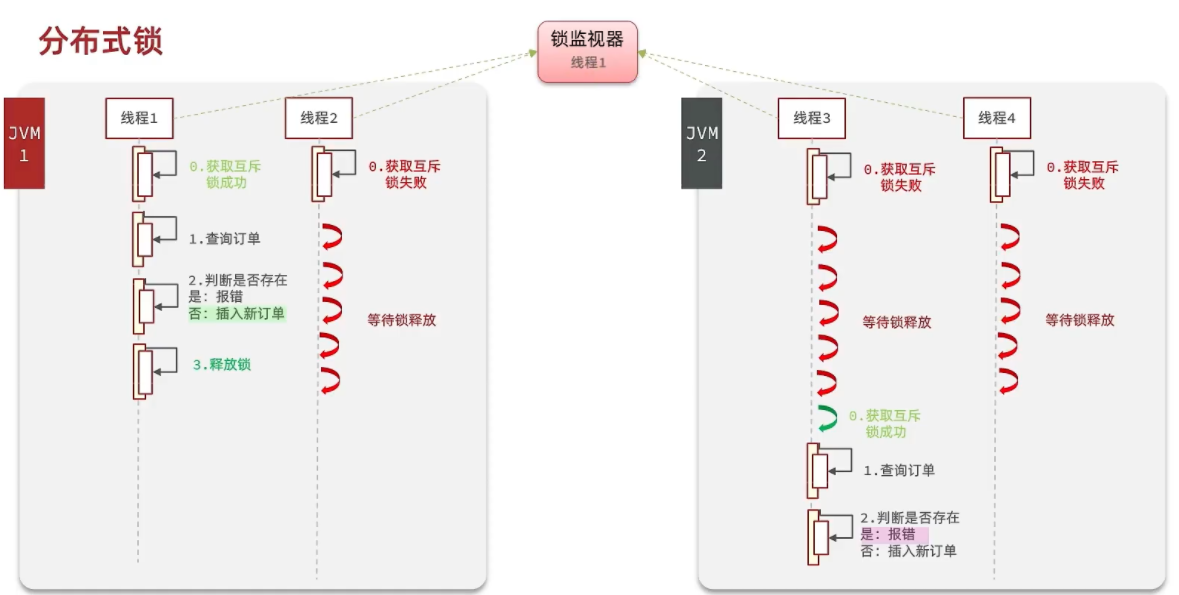 分布式锁
锁监视器
线程1
JVM
1
线程1
0.获取互斥
锁成功
1.查询订单
2.判断是否存在
是：报错
否：插入新订单
3.释放锁
线程2
0.获取互斥
锁失败
等待锁释放
JVM
2
线程3
0.获取互斥
锁失败
等待锁释放
0.获取互斥
锁成功
1.查询订单
2.判断是否存在
是：报错
否：插入新订单
线程4
0.获取互斥
锁失败
等待锁释放